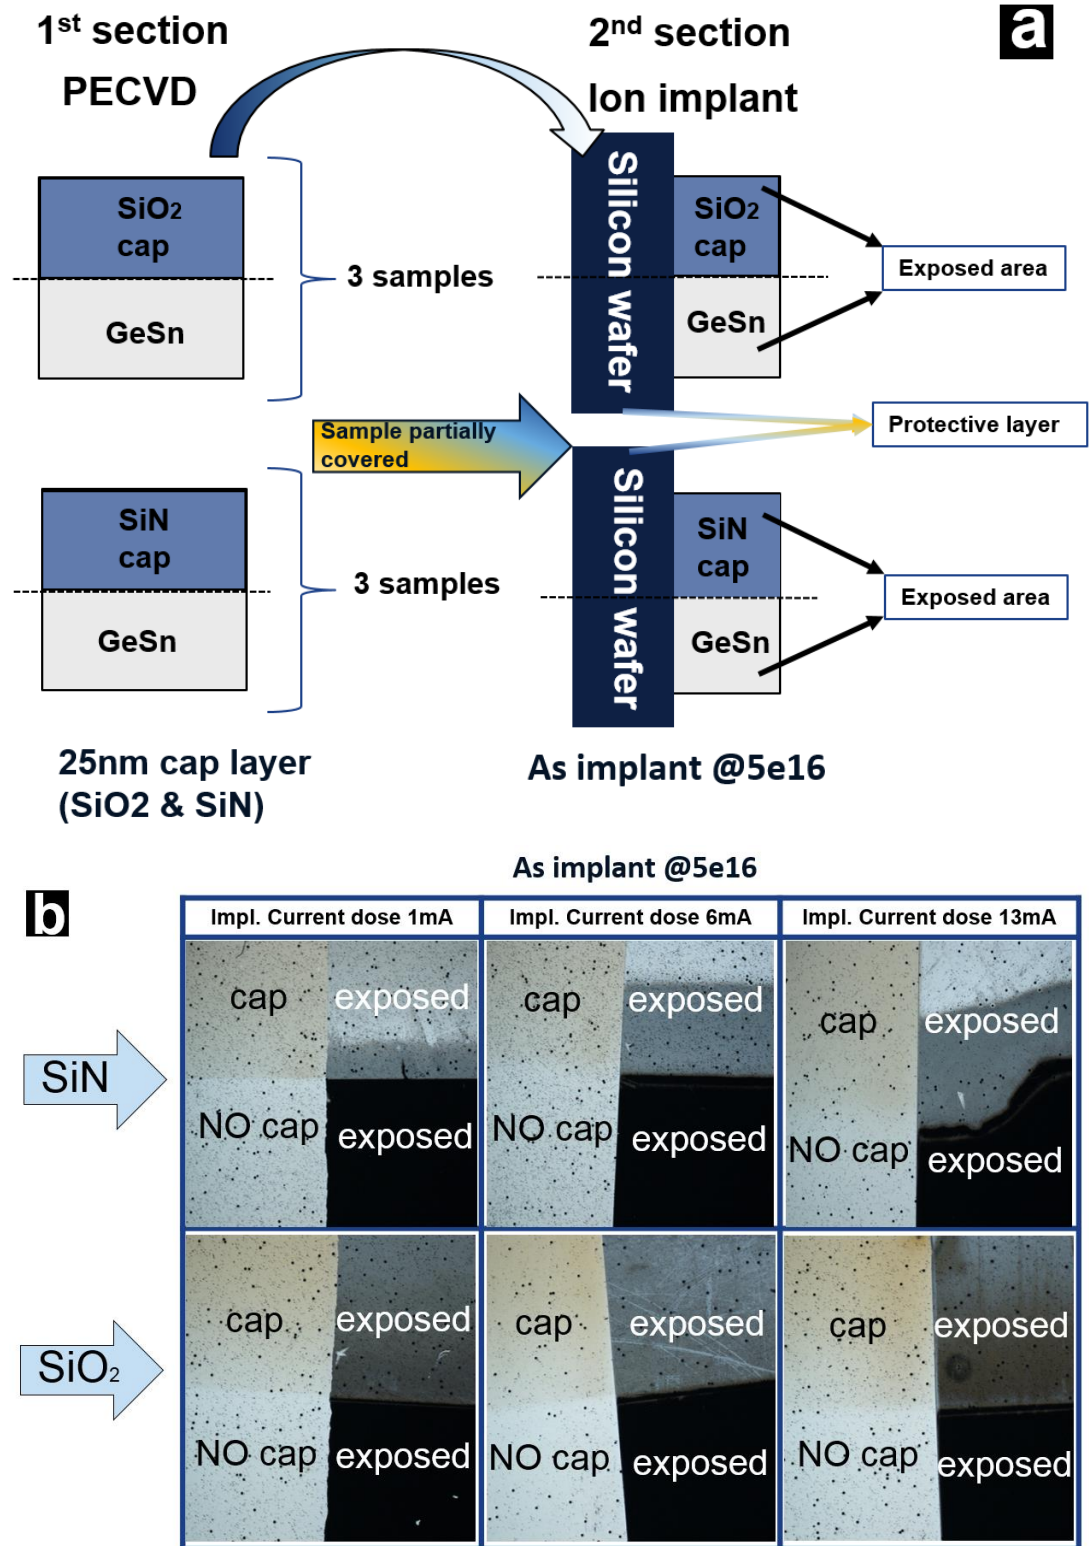 1st section
PECVD
2nd section
Ion implant
a
SiO2
cap
GeSn
3 samples
Silicon wafer
SiO2
cap
GeSn
Exposed area
Sample partially
covered
Protective layer
SiN
cap
GeSn
3 samples
Silicon wafer
SiN
cap
GeSn
Exposed area
25nm cap layer
(SiO2 & SiN)
As implant @5e16
b
As implant @5e16
Impl. Current dose 1mA
Impl. Current dose 6mA
Impl. Current dose 13mA
SiN
cap
exposed
NO cap
exposed
cap
exposed
NO cap
exposed
cap
exposed
NO cap
exposed
SiO2
cap
exposed
NO cap
exposed
cap
exposed
NO cap
exposed
cap
exposed
NO cap
exposed